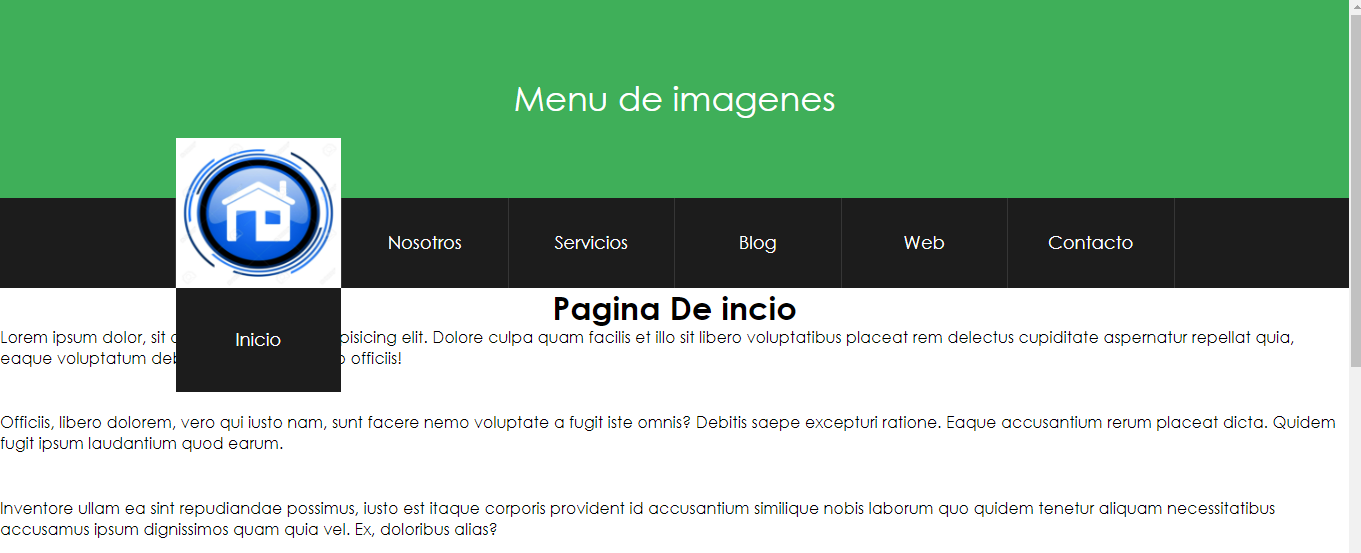 Menu de imagenes
Inicio
Nosotros
Servicios
Blog
Web
Contacto
Pagina De incio
Lorem ipsum dolor, sit pisicing elit. Dolore culpa quam facilis et illo sit libero voluptatibus placeat rem delectus cupiditate aspernatur repellat quia,
eaque voluptatum officiis!
Officiis, libero dolorem, vero qui iusto nam, sunt facere nemo voluptate a fugit iste omnis? Debitis saepe excepturi ratione. Eaque accusantium rerum placeat dicta. Quidem
fugit ipsum laudantium quod earum.
Inventore ullam ea sint repudiandae possimus, iusto est itaque corporis provident id accusantium similique nobis laborum quo quidem tenetur aliquam necessitatibus
accusamus ipsum dignissimos quam quia vel. Ex, doloribus alias?